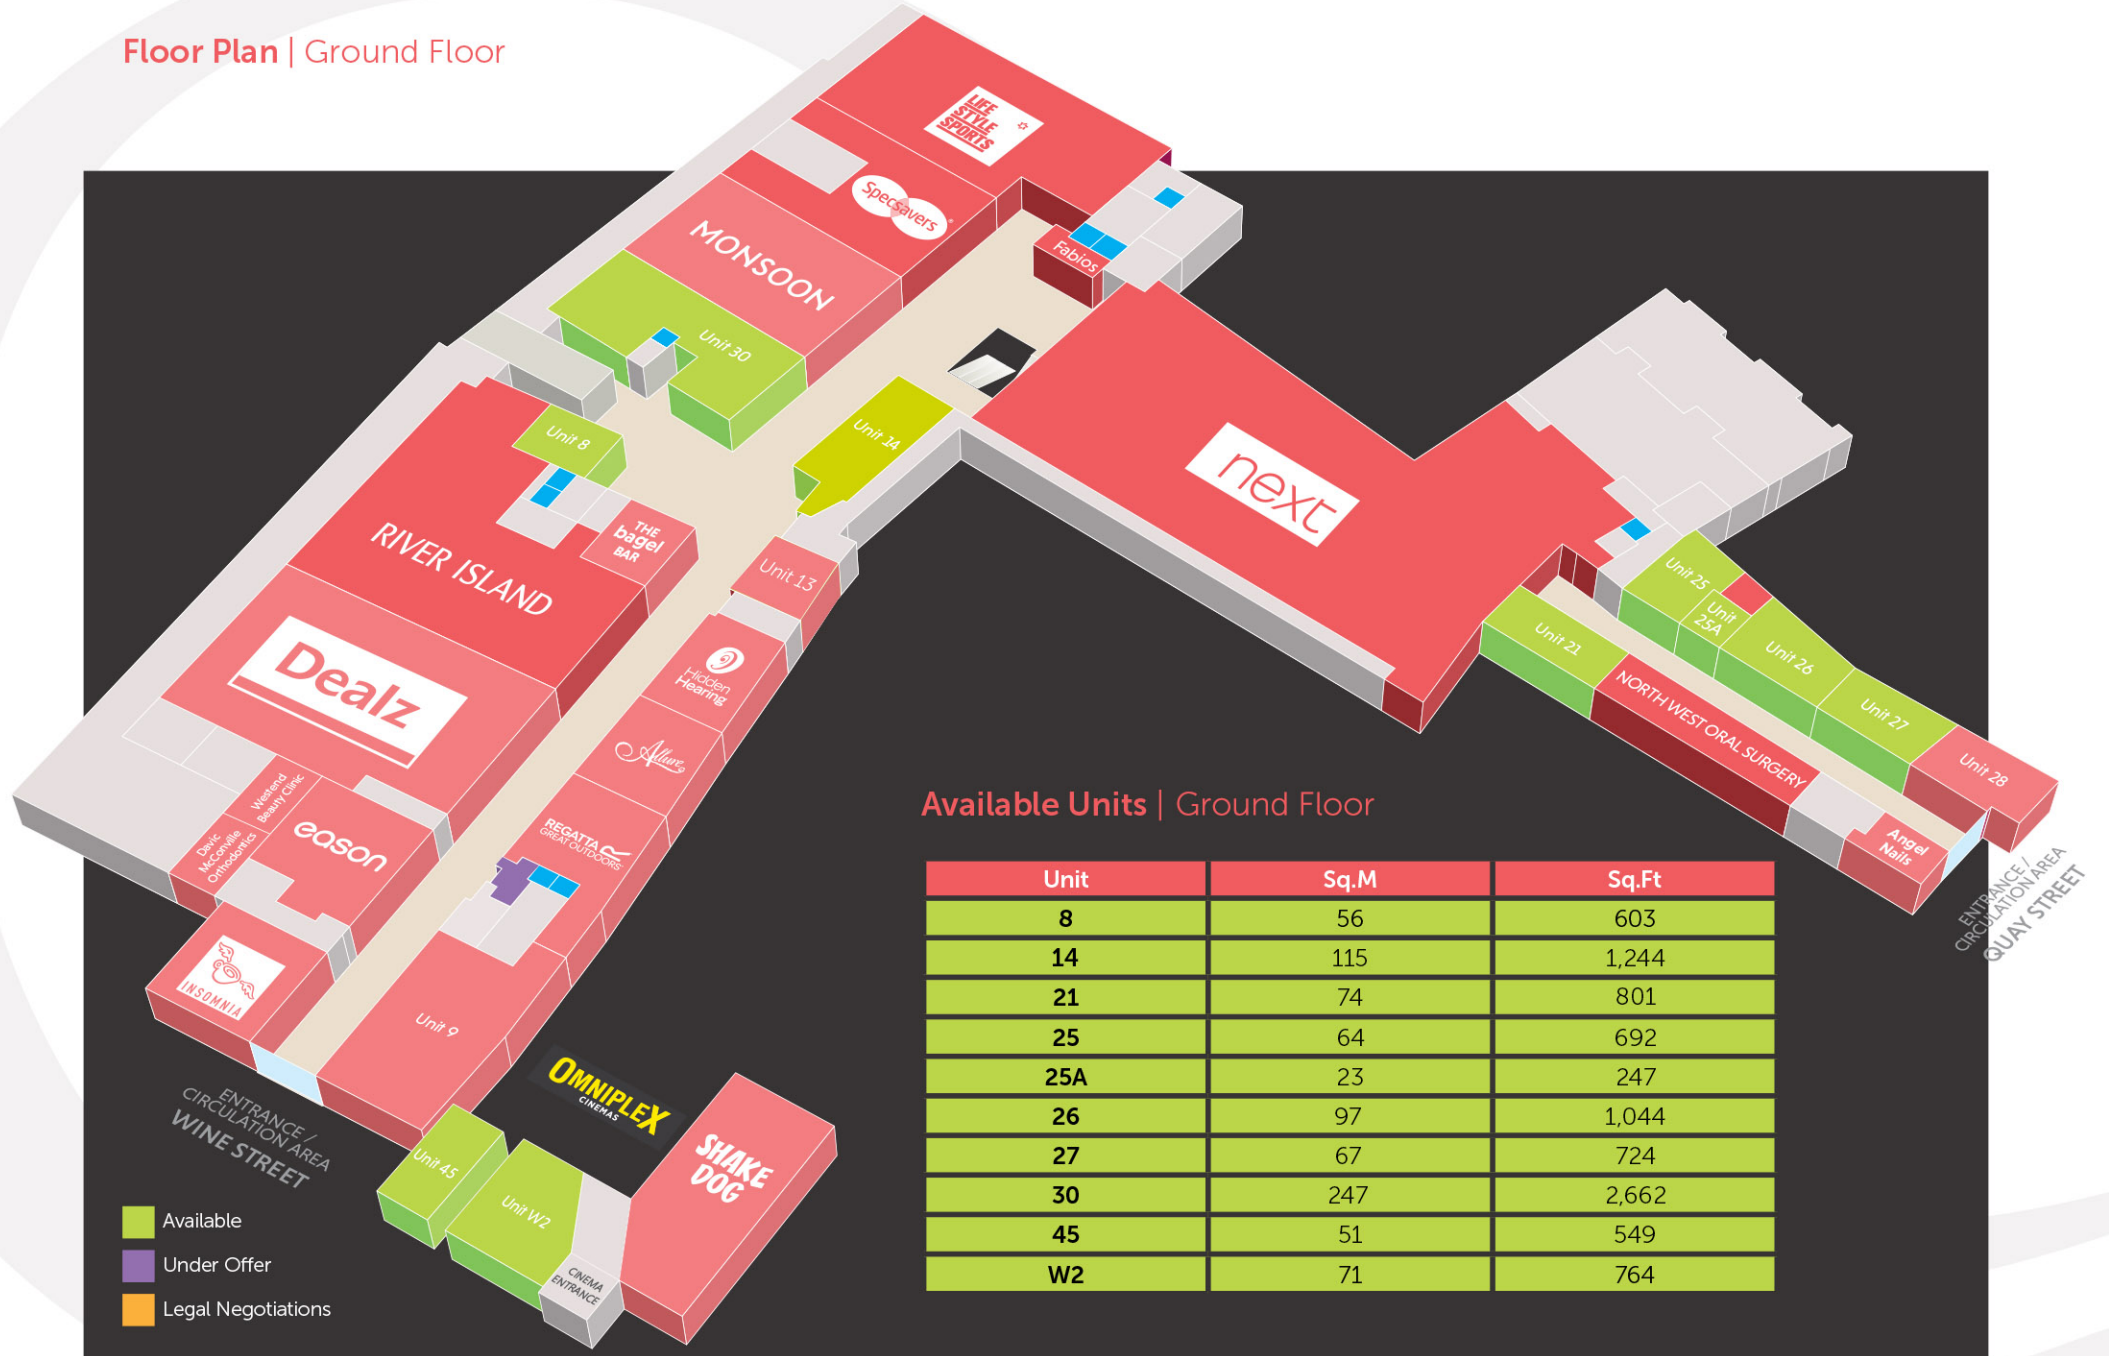 Floor Plan | Ground Floor
LIFE
STYLE
SPORTS
Specsavers
MONSOON
Fabios
Unit 30
Unit 14
Unit 8
next
THE
bagel
BAR
RIVER ISLAND
Unit 13
Unit 25
Unit
25A
Unit 21
Unit 26
NORTH WEST ORAL SURGERY
Unit 27
Unit 28
Angel
Nails
ENTRANCE /
CIRCULATION AREA
QUAY STREET
Dealz
Hidden
Hearing
Allure
REGATTA
GREAT OUTDOORS
Westend
Beauty Clinic
Davic
McConville
Orthodontics
eason
INSOMNIA
Unit 9
ENTRANCE /
CIRCULATION AREA
WINE STREET
OMNIPLEX
CINEMAS
Unit 45
Unit W2
SHAKE
DOG
CINEMA
ENTRANCE
Available
Under Offer
Legal Negotiations
Available Units | Ground Floor
Unit Sq.M Sq.Ft
8 56 603
14 115 1,244
21 74 801
25 64 692
25A 23 247
26 97 1,044
27 67 724
30 247 2,662
45 51 549
W2 71 764